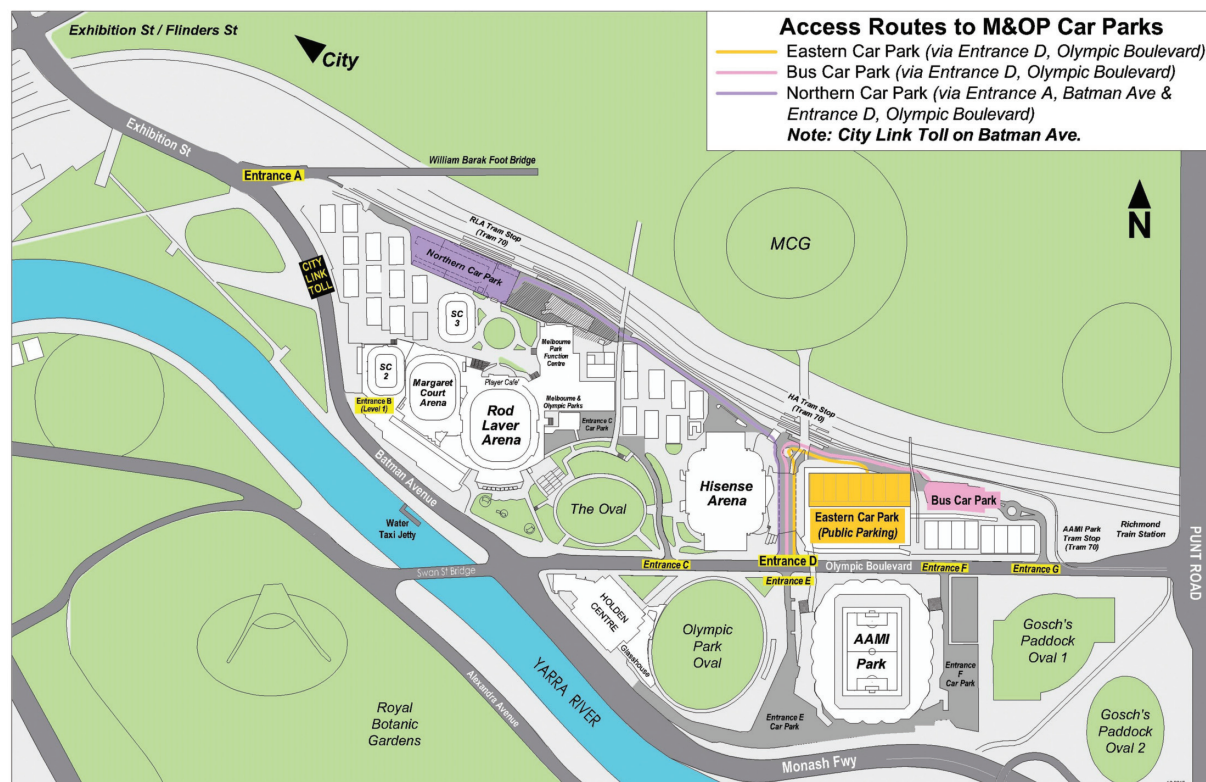 Exhibition St / Flinders St
City
Access Routes to M&OP Car Parks
Eastern Car Park (via Entrance D, Olympic Boulevard)
Bus Car Park (via Entrance D, Olympic Boulevard)
Northern Car Park (via Entrance A, Batman Ave &
Entrance D, Olympic Boulevard)
Note: City Link Toll on Batman Ave.
Exhibition St
William Barak Foot Bridge
Entrance A
N
MCG
RLA Tram Stop
(Tram 70)
Northern Car Park
CITY
LINK
TOLL
SC
3
SC
2
Melbourne
Park
Function
Centre
Player Cafe'
Margaret
Court
Arena
Entrance B
(Level 1)
Rod
Laver
Arena
Melbourne &
Olympic Parks
Entrance C
Car Park
HA Tram Stop
(Tram 70)
Batman Avenue
Water
Taxi Jetty
The Oval
Hisense
Arena
Eastern Car Park
(Public Parking)
Bus Car Park
AAMI Park
Tram Stop
(Tram 70)
Richmond
Train Station
PUNT ROAD
Swan St Bridge
Entrance C
Entrance D
Entrance E
Olympic Boulevard
Entrance F
Entrance G
HOLDEN
CENTRE
Glasshouse
Olympic
Park
Oval
AAMI
Park
Entrance F
Car Park
Gosch's
Paddock
Oval 1
Gosch's
Paddock
Oval 2
Entrance E
Car Park
Royal
Botanic
Gardens
Alexandra Avenue
YARRA RIVER
Monash Fwy